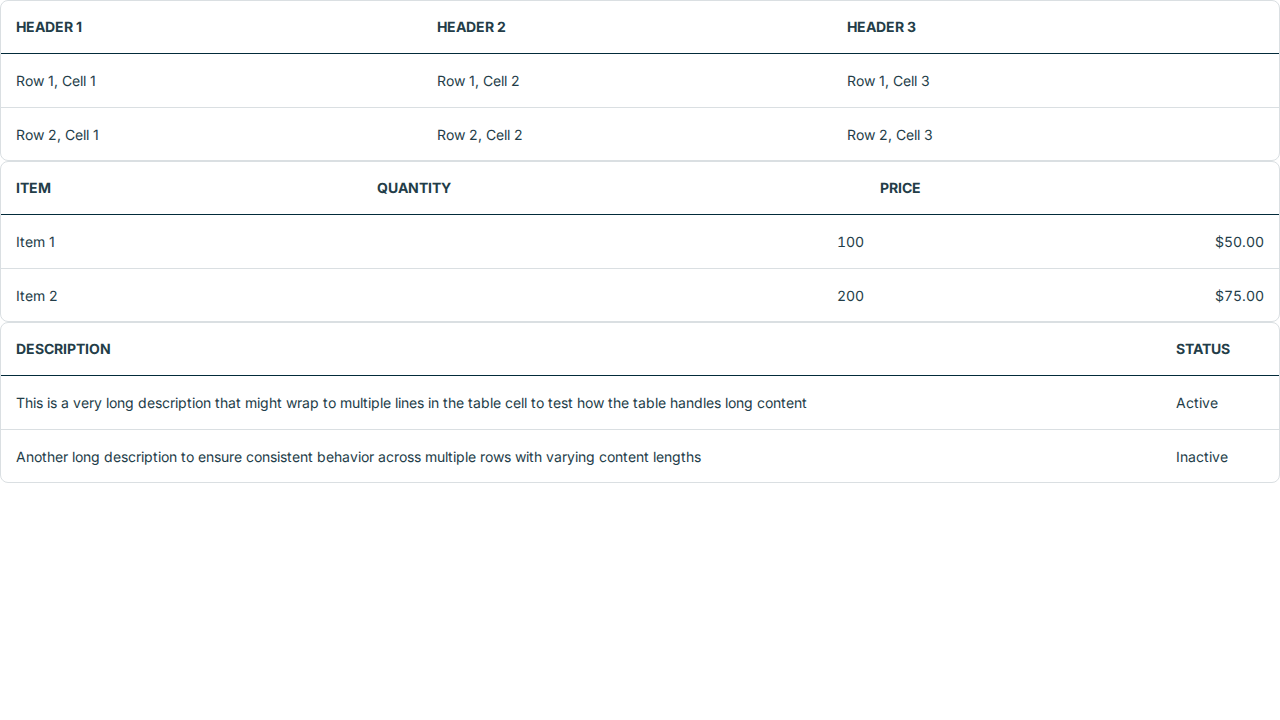 HEADER 1 HEADER 2 HEADER 3
Row 1, Cell 1 Row 1, Cell 2 Row 1, Cell 3
Row 2, Cell 1 Row 2, Cell 2 Row 2, Cell 3
ITEM QUANTITY PRICE
Item 1 100 $50.00
Item 2 200 $75.00
DESCRIPTION STATUS
This is a very long description that might wrap to multiple lines in the table cell to test how the table handles long content Active
Another long description to ensure consistent behavior across multiple rows with varying content lengths Inactive